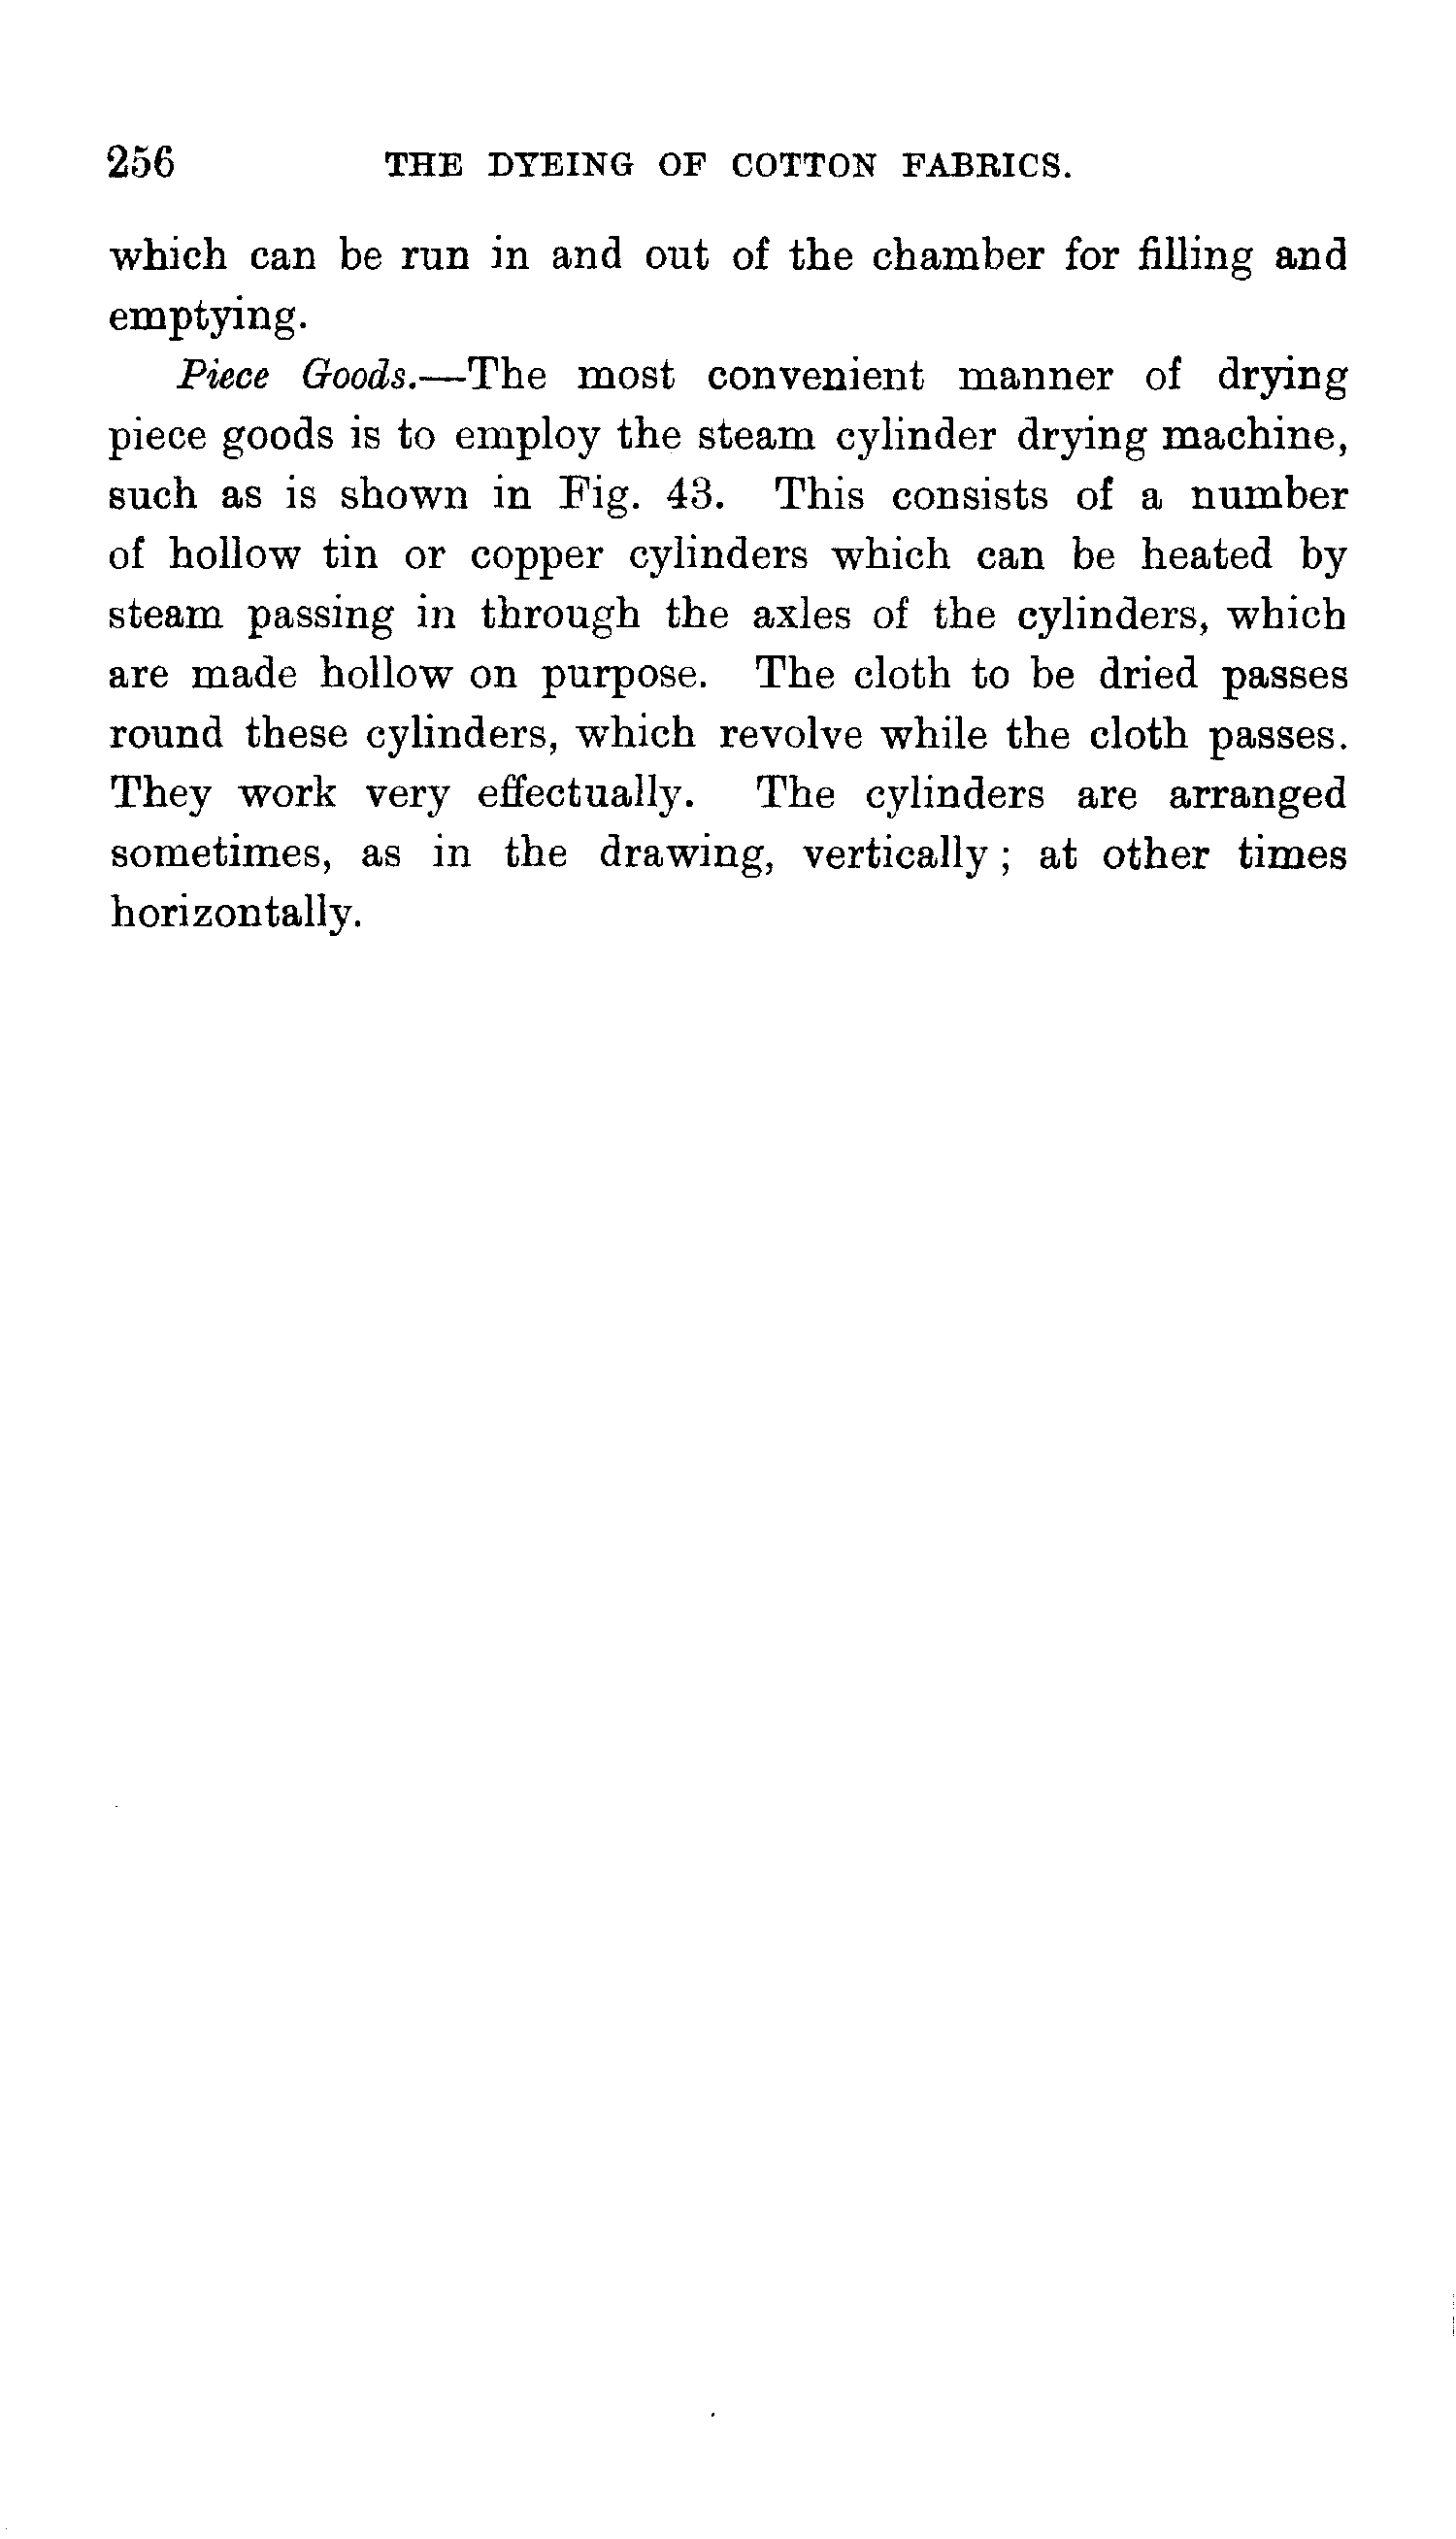 256 THE DYEING OF COTTON FABRICS.
which can be run in and out of the chamber for filling and
emptying.
Piece Goods.—The most convenient manner of drying
piece goods is to employ the steam cylinder drying machine,
such as is shown in Fig. 43. This consists of a number
of hollow tin or copper cylinders which can be heated by
steam passing in through the axles of the cylinders, which
are made hollow on purpose. The cloth to be dried passes
round these cylinders, which revolve while the cloth passes.
They work very effectually. The cylinders are arranged
sometimes, as in the drawing, vertically; at other times
horizontally.